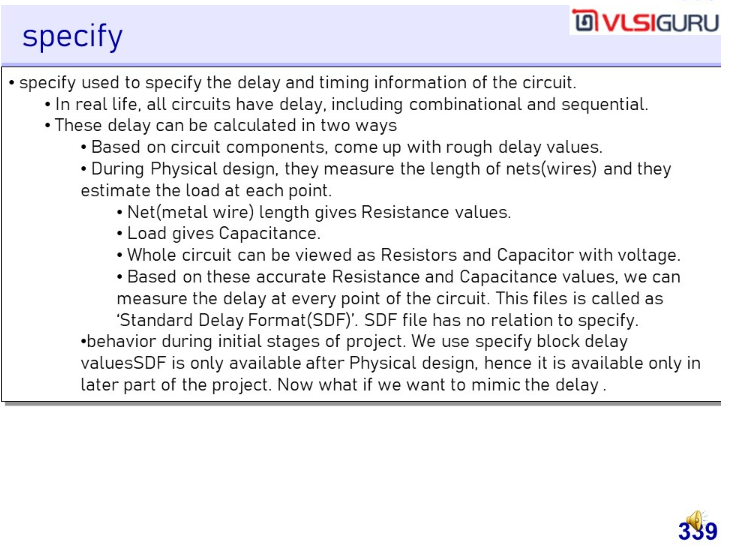 VLSIGURU
specify
• specify used to specify the delay and timing information of the circuit.
• In real life, all circuits have delay, including combinational and sequential.
• These delay can be calculated in two ways
• Based on circuit components, come up with rough delay values.
• During Physical design, they measure the length of nets(wires) and they
estimate the load at each point.
• Net(metal wire) length gives Resistance values.
• Load gives Capacitance.
• Whole circuit can be viewed as Resistors and Capacitor with voltage.
• Based on these accurate Resistance and Capacitance values, we can
measure the delay at every point of the circuit. This files is called as
‘Standard Delay Format(SDF)’. SDF file has no relation to specify.
•behavior during initial stages of project. We use specify block delay
valuesSDF is only available after Physical design, hence it is available only in
later part of the project. Now what if we want to mimic the delay .
339